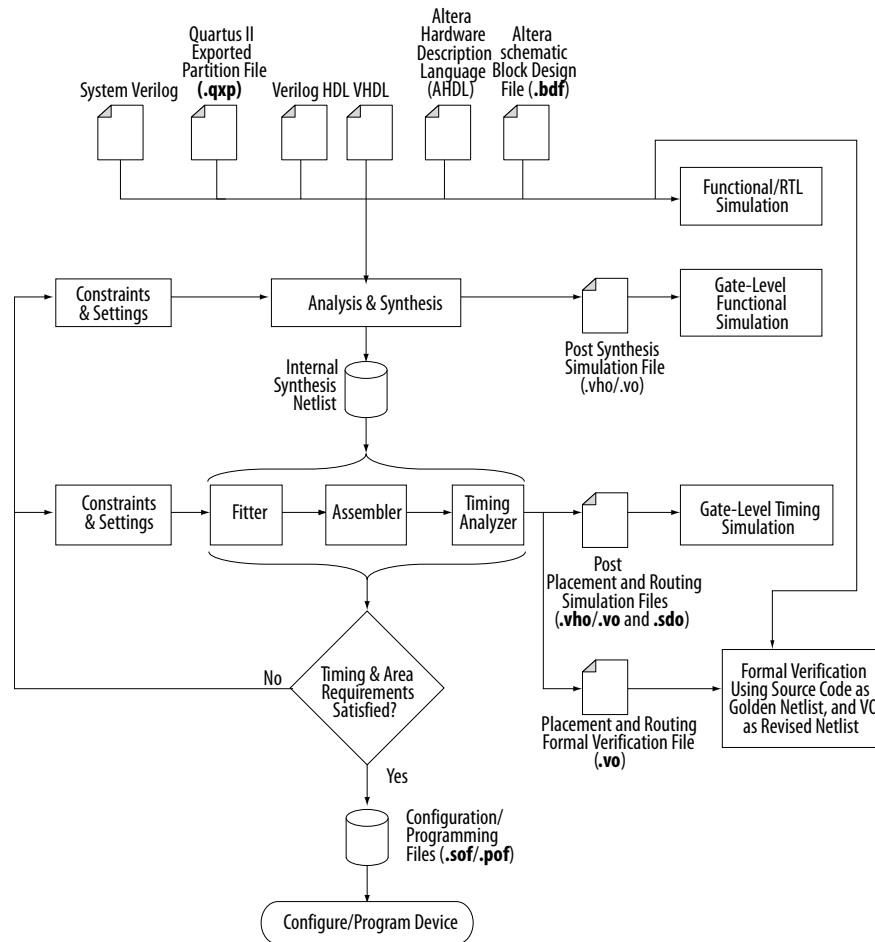 System Verilog
Quartus II
Exported
Partition File
(.qxp)
Verilog HDL
VHDL
Altera
Hardware
Description
Language
(AHDL)
Altera
schematic
Block Design
File (.bdf)
Functional/RTL
Simulation
Constraints
& Settings
Analysis & Synthesis
Gate-Level
Functional
Simulation
Post Synthesis
Simulation File
(.vho/.vo)
Internal
Synthesis
Netlist
Constraints
& Settings
Fitter
Assembler
Timing
Analyzer
Gate-Level Timing
Simulation
Post
Placement and Routing
Simulation Files
(.vho/.vo and .sdo)
No
Timing & Area
Requirements
Satisfied?
Formal Verification
Using Source Code as
Golden Netlist, and VO
as Revised Netlist
Placement and Routing
Formal Verification File
(.vo)
Yes
Configuration/
Programming
Files (.sof/.pof)
Configure/Program Device